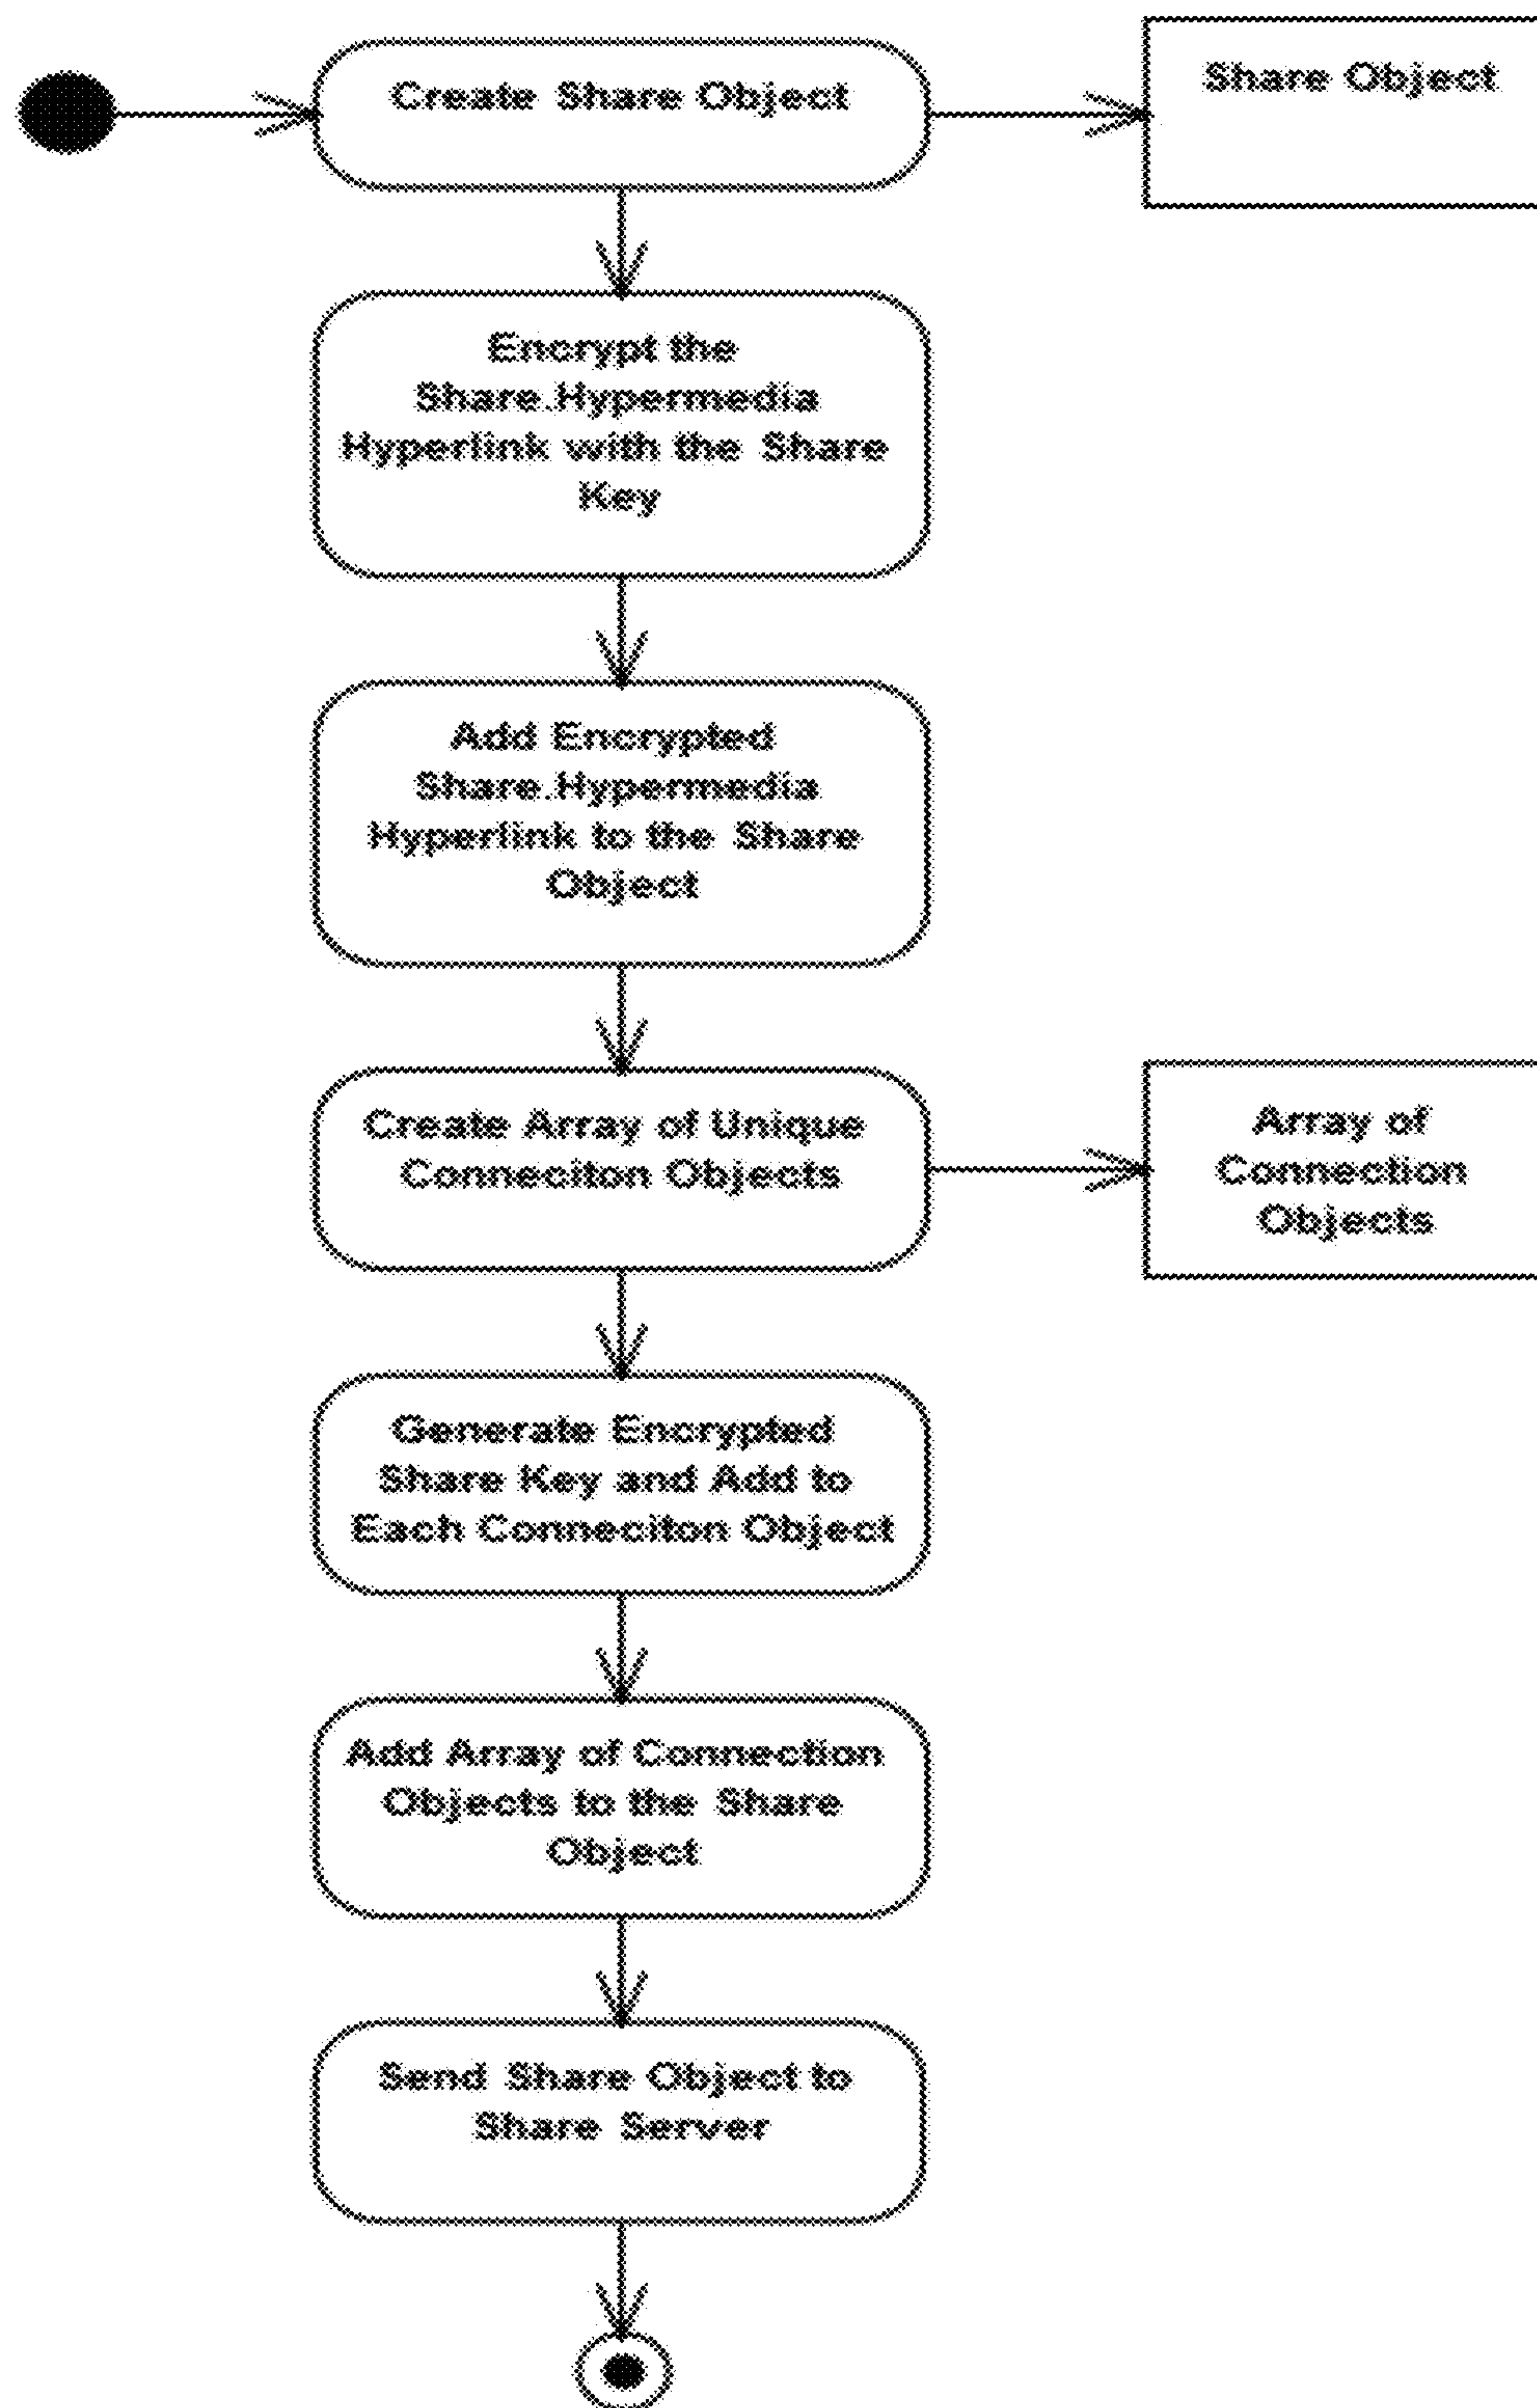 Create Share Object
Share Object
Encrypt the
Share.Hypermedia
Hyperlink with the Share
Key
Add Encrypted
Share.Hypermedia
Hyperlink to the Share
Object
Create Array of Unique
Conneciton Objects
Array of
Connection
Objects
Generate Encrypted
Share Key and Add to
Each Conneciton Object
Add Array of Connection
Objects to the Share
Object
Send Share Object to
Share Server